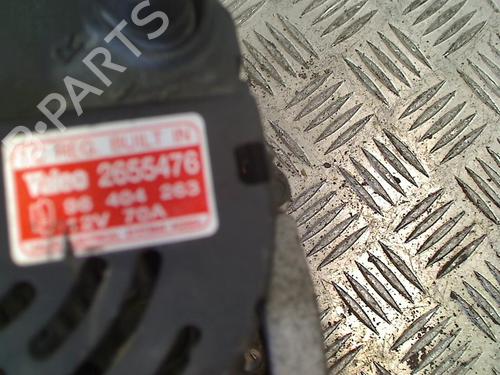 PARTS
REG. BUILT IN
Valeo 2655476
96 404 263
12V 70A